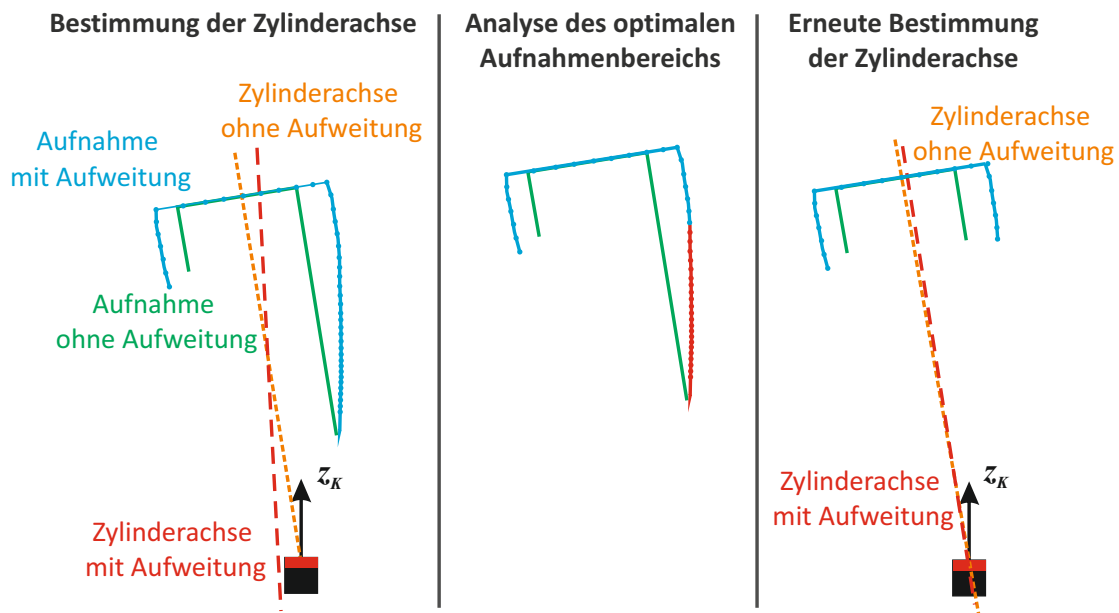 Bestimmung der Zylinderachse
Zylinderachse
ohne Aufweitung
Aufnahme
mit Aufweitung
Aufnahme
ohne Aufweitung
z_K
Zylinderachse
mit Aufweitung
Analyse des optimalen
Aufnahmenbereichs
Erneute Bestimmung
der Zylinderachse
Zylinderachse
ohne Aufweitung
Zylinderachse
mit Aufweitung
z_K